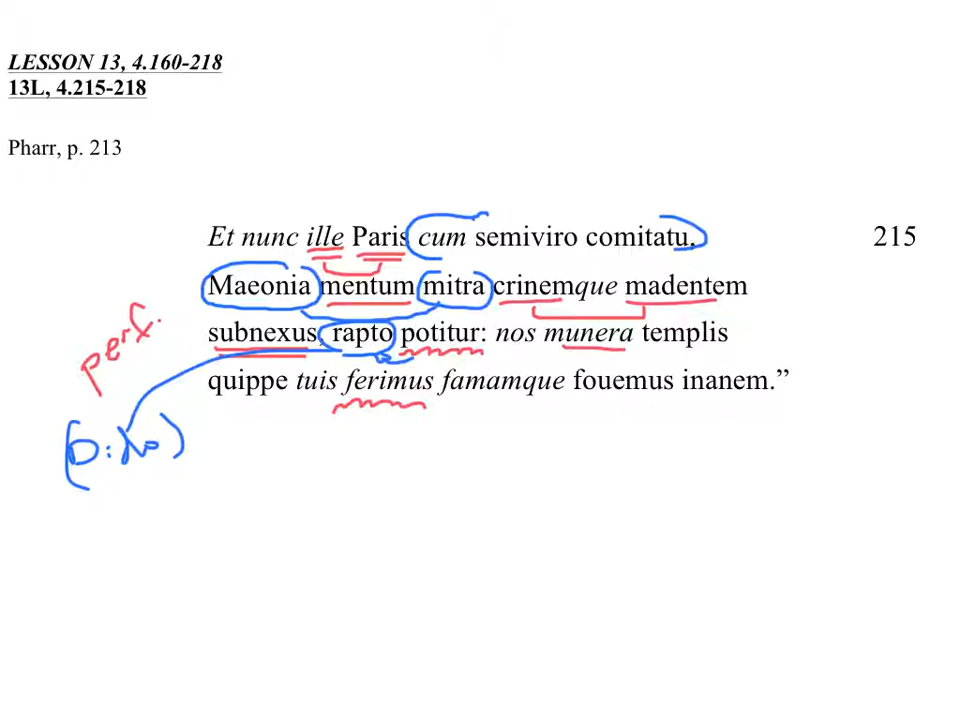 LESSON 13, 4.160-218
13L, 4.215-218
Pharr, p. 213
Et nunc ille Paris cum semiviro comitatu, 215
Maeonia mentum mitra crinemque madentem
subnexus, rapto potitur: nos munera templis
quippe tuis ferimus famamque fouemus inanem.”
perf.